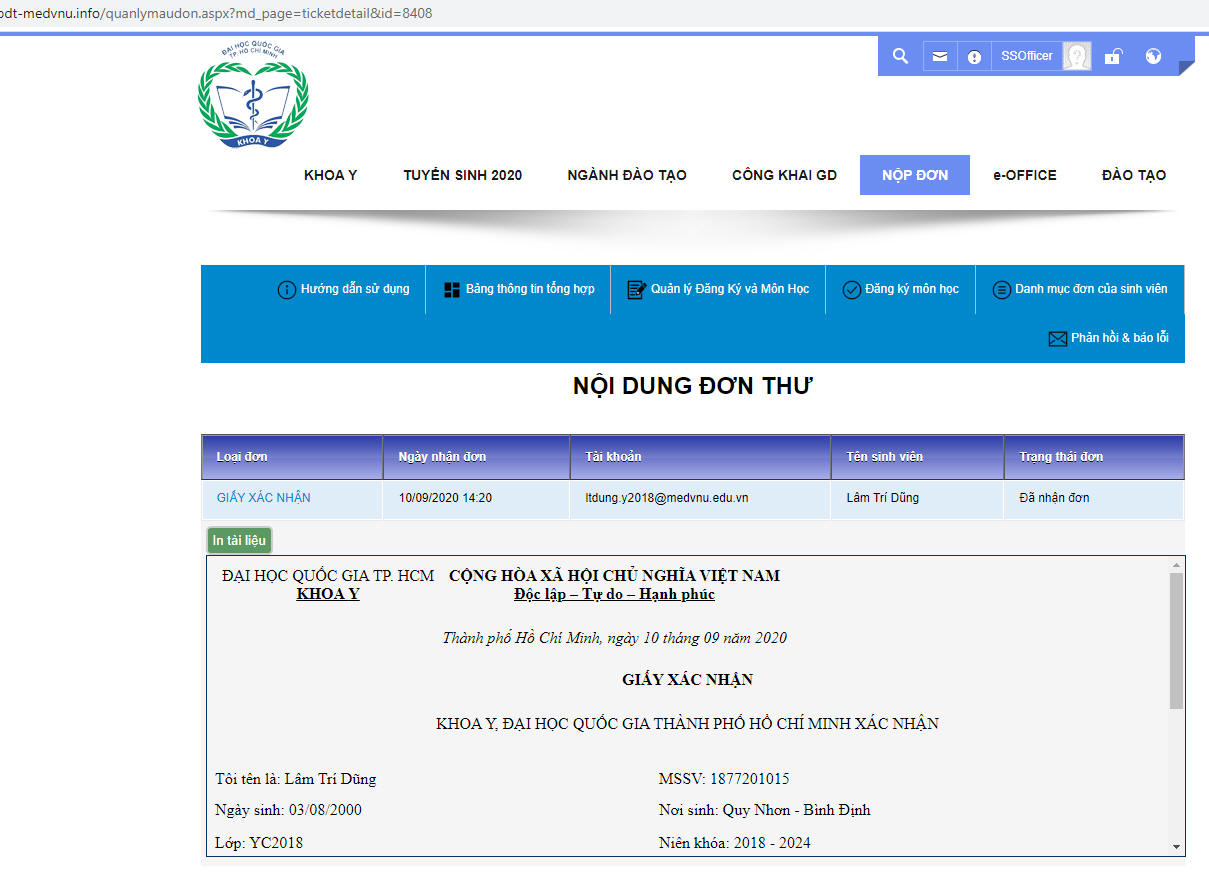 pdt-medvnu.info/quanlymaudon.aspx?md_page=ticketdetail&id=8408
ĐẠI HỌC QUỐC GIA
TP. HỒ CHÍ MINH
KHOA Y
SSOfficer
KHOA Y TUYỂN SINH 2020 NGÀNH ĐÀO TẠO CÔNG KHAI GD NỘP ĐƠN e-OFFICE ĐÀO TẠO
Hướng dẫn sử dụng Bảng thông tin tổng hợp Quản lý Đăng Ký và Môn Học Đăng ký môn học Danh mục đơn của sinh viên
Phản hồi & báo lỗi
NỘI DUNG ĐƠN THƯ
Loại đơn Ngày nhận đơn Tài khoản Tên sinh viên Trạng thái đơn
GIẤY XÁC NHẬN 10/09/2020 14:20 ltdung.y2018@medvnu.edu.vn Lâm Trí Dũng Đã nhận đơn
In tài liệu
ĐẠI HỌC QUỐC GIA TP. HCM CỘNG HÒA XÃ HỘI CHỦ NGHĨA VIỆT NAM
KHOA Y Độc lập – Tự do – Hạnh phúc
Thành phố Hồ Chí Minh, ngày 10 tháng 09 năm 2020
GIẤY XÁC NHẬN
KHOA Y, ĐẠI HỌC QUỐC GIA THÀNH PHỐ HỒ CHÍ MINH XÁC NHẬN
Tôi tên là: Lâm Trí Dũng MSSV: 1877201015
Ngày sinh: 03/08/2000 Nơi sinh: Quy Nhơn - Bình Định
Lớp: YC2018 Niên khóa: 2018 - 2024